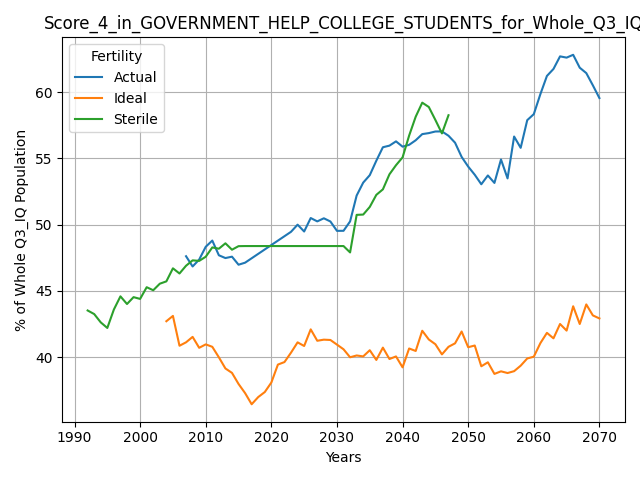 Score_4_in_GOVERNMENT_HELP_COLLEGE_STUDENTS_for_Whole_Q3_IQ
Fertility
Actual
Ideal
Sterile
% of Whole Q3_IQ Population
60
55
50
45
40
1990 2000 2010 2020 2030 2040 2050 2060 2070
Years